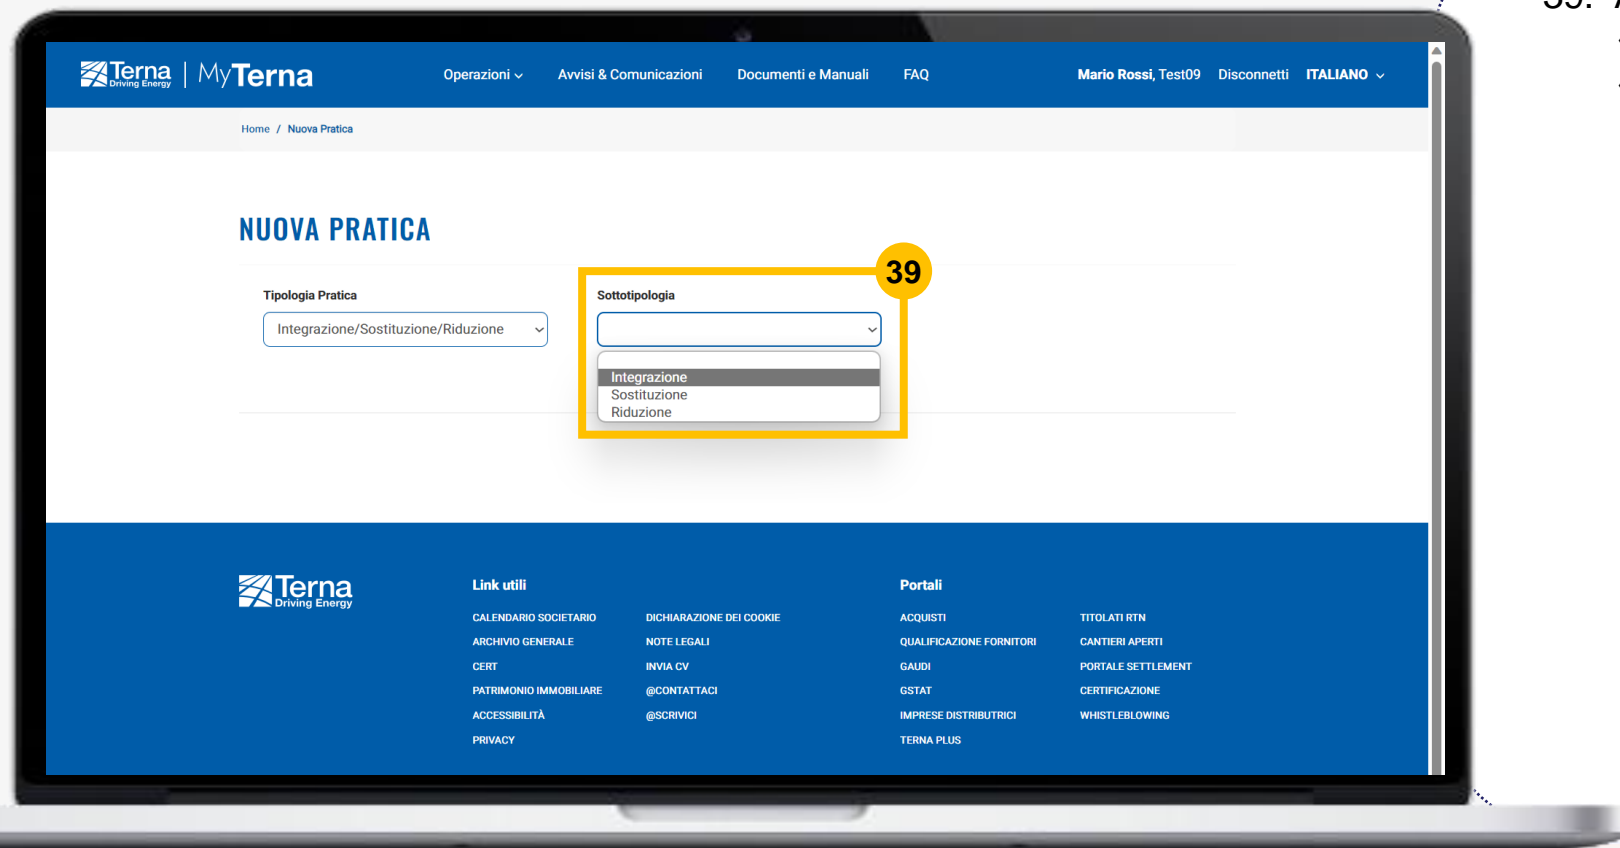 39.
Terna
Driving Energy
MyTerna
Operazioni
Avvisi & Comunicazioni
Documenti e Manuali
FAQ
Mario Rossi, Test09
Disconnetti
ITALIANO
Home / Nuova Pratica
NUOVA PRATICA
39
Tipologia Pratica
Integrazione/Sostituzione/Riduzione
Sottotipologia
Integrazione
Sostituzione
Riduzione
Terna
Driving Energy
Link utili
CALENDARIO SOCIETARIO
ARCHIVIO GENERALE
CERT
PATRIMONIO IMMOBILIARE
ACCESSIBILITÀ
PRIVACY
DICHIARAZIONE DEI COOKIE
NOTE LEGALI
INVIA CV
@CONTATTACI
@SCRIVICI
Portali
ACQUISTI
QUALIFICAZIONE FORNITORI
GAUDI
GSTAT
IMPRESE DISTRIBUTRICI
TERNA PLUS
TITOLATI RTN
CANTIERI APERTI
PORTALE SETTLEMENT
CERTIFICAZIONE
WHISTLEBLOWING